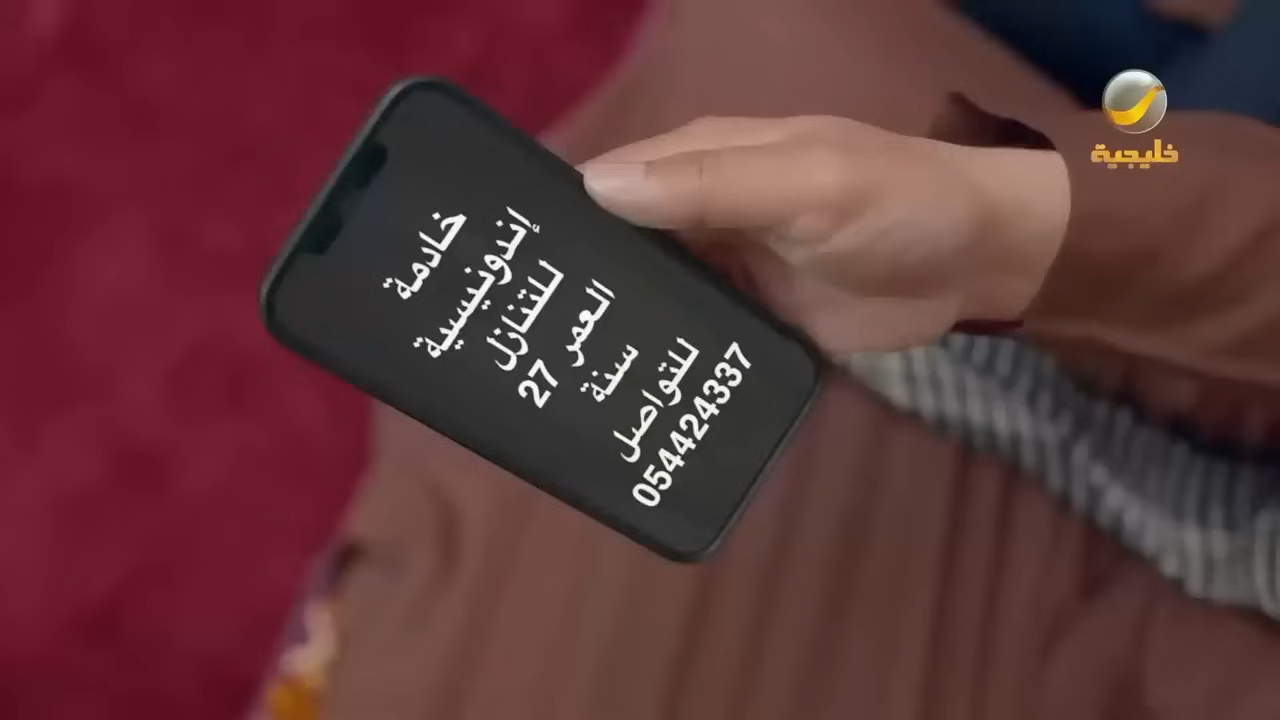 خادمة
إندونيسية
للتنازل
العمر 27
سنة
للتواصل
054424337
خليجية